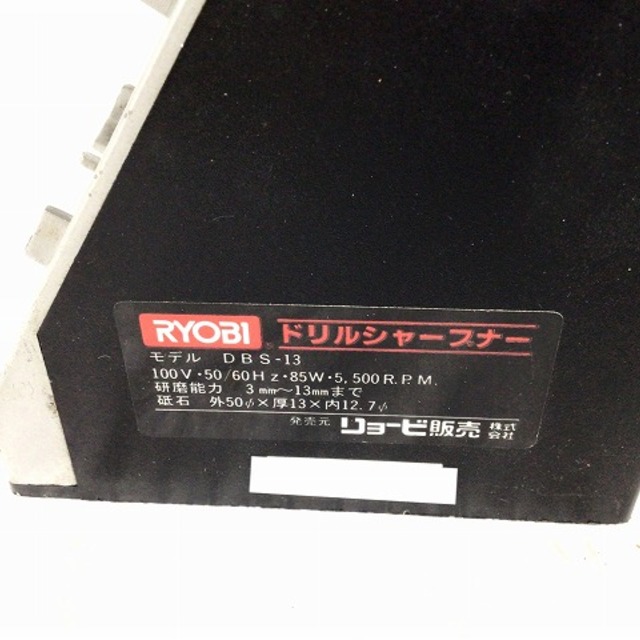 RYOBI® ドリルシャープナー
モデル DBS-13
100V・50/60Hz・85W・5,500R.P.M.
研磨能力 3mm〜13mmまで
砥石 外50φ×厚13×内12.7φ
発売元 リョービ販売株式会社